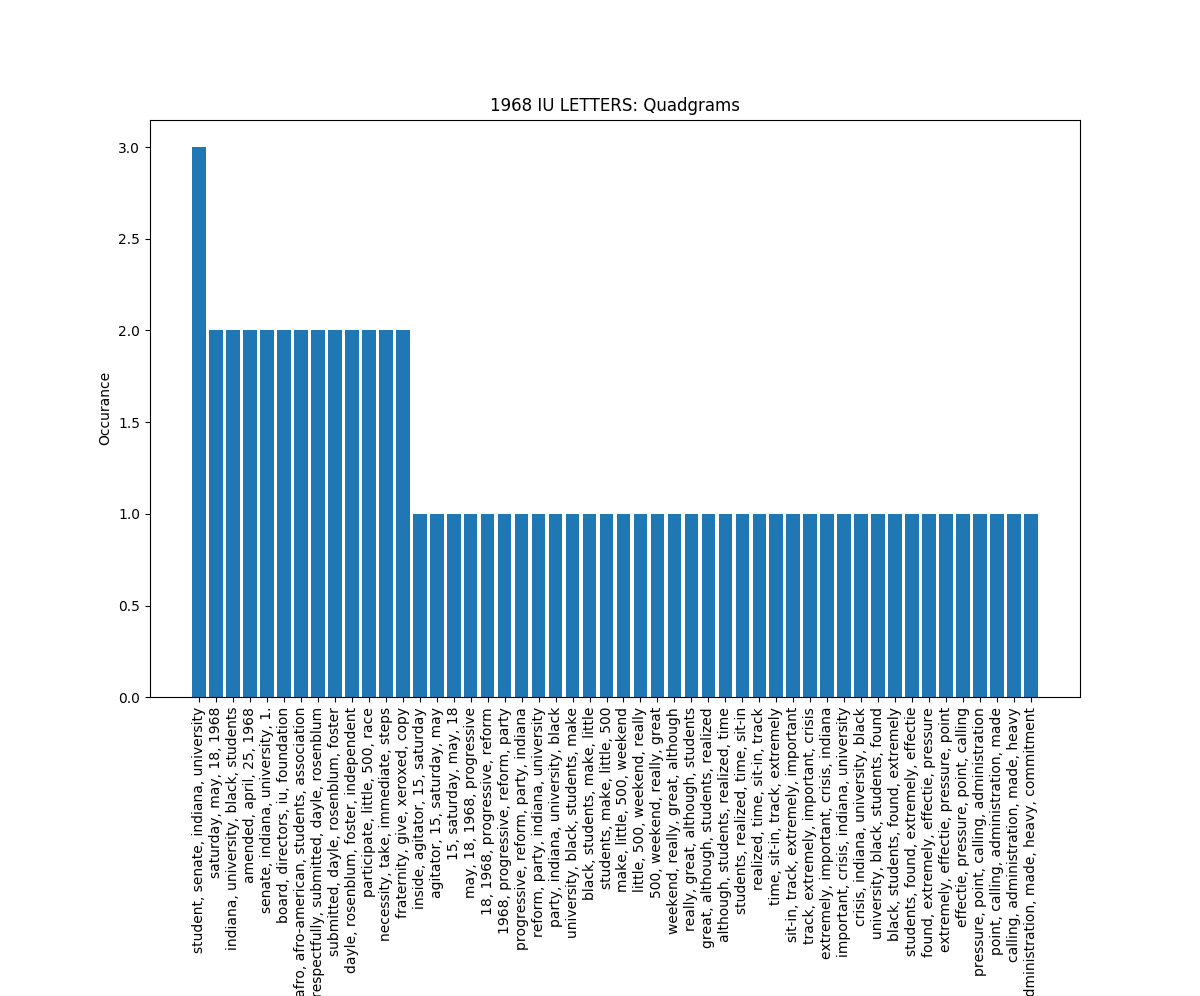 1968 IU LETTERS: Quadgrams
Occurance
3.0
2.5
2.0
1.5
1.0
0.5
0.0
student, senate, indiana, university
saturday, may, 18, 1968
indiana, university, black, students
amended, april, 25, 1968
senate, indiana, university, 1.
board, directors, iu, foundation
afro, afro-american, students, association
respectfully, submitted, dayle, rosenblum
submitted, dayle, rosenblum, foster
dayle, rosenblum, foster, independent
participate, little, 500, race
necessity, take, immediate, steps
fraternity, give, xeroxed, copy
inside, agitator, 15, saturday
agitator, 15, saturday, may
15, saturday, may, 18
may, 18, 1968, progressive
18, 1968, progressive, reform
1968, progressive, reform, party
progressive, reform, party, indiana
reform, party, indiana, university
party, indiana, university, black
university, black, students, make
black, students, make, little
students, make, little, 500
make, little, 500, weekend
little, 500, weekend, really
500, weekend, really, great
weekend, really, great, although
really, great, although, students
great, although, students, realized
although, students, realized, time
students, realized, time, sit-in
realized, time, sit-in, track
time, sit-in, track, extremely
sit-in, track, extremely, important
track, extremely, important, crisis
extremely, important, crisis, indiana
important, crisis, indiana, university
crisis, indiana, university, black
university, black, students, found
black, students, found, extremely
students, found, extremely, effectie
found, extremely, effectie, pressure
extremely, effectie, pressure, point
effectie, pressure, point, calling
pressure, point, calling, administration
point, calling, administration, made
calling, administration, made, heavy
dministration, made, heavy, commitment